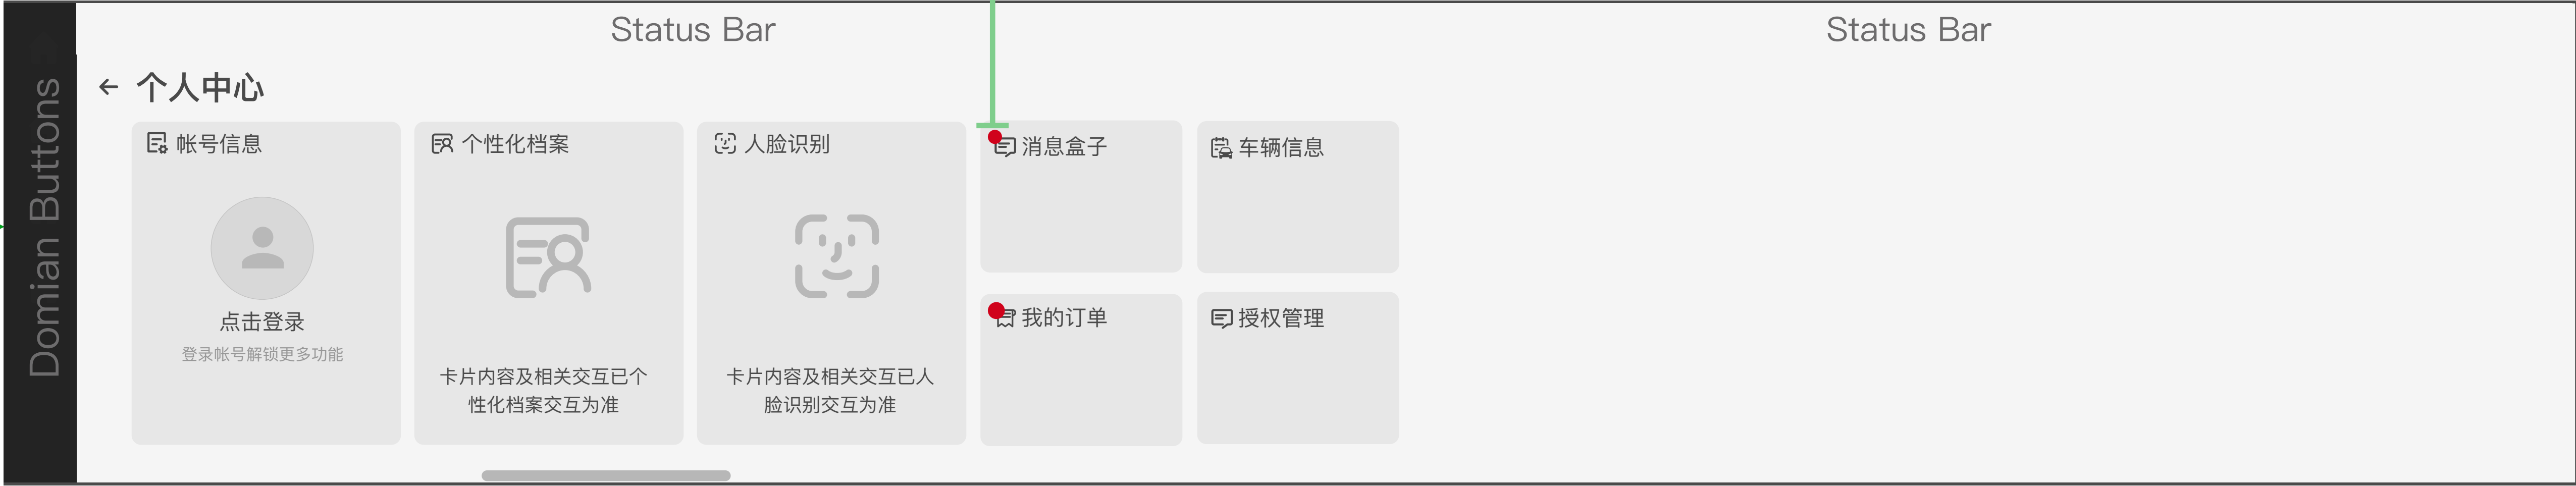 Status Bar
Status Bar
Domian Buttons
个人中心
帐号信息
点击登录
登录帐号解锁更多功能
个性化档案
卡片内容及相关交互已个
性化档案交互为准
人脸识别
卡片内容及相关交互已人
脸识别交互为准
消息盒子
车辆信息
我的订单
授权管理